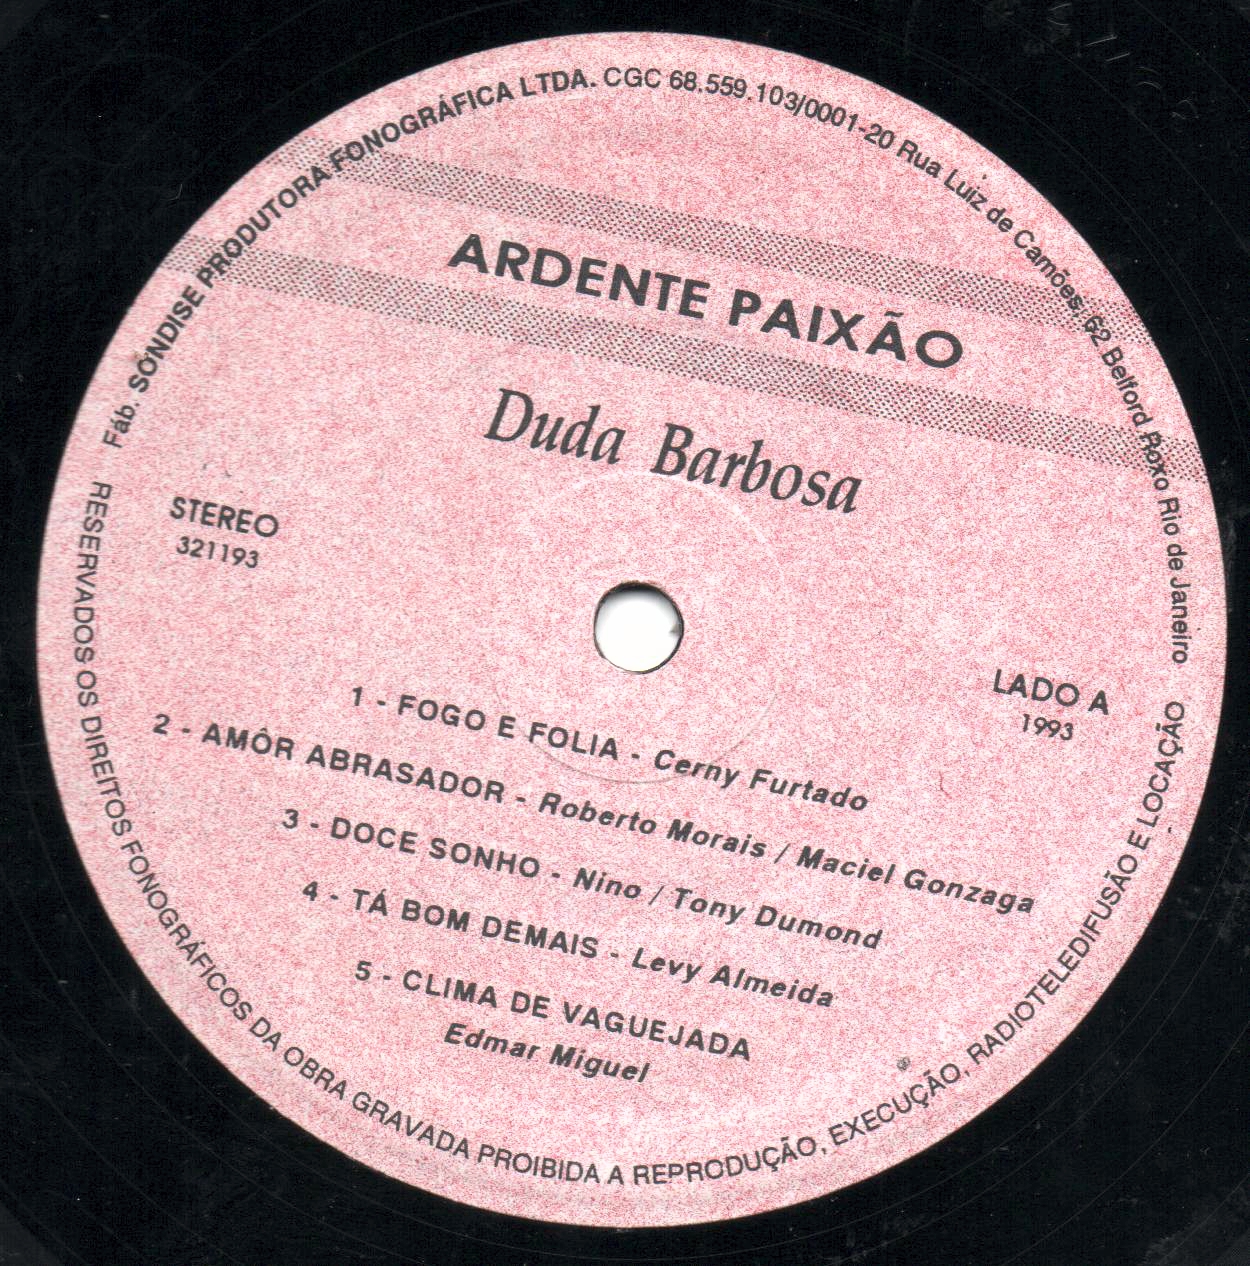 Fáb. SONDISE PRODUTORA FONOGRÁFICA LTDA. CGC 68.559.103/0001-20 Rua Luiz de Camões, 62 Belford Roxo Rio de Janeiro
ARDENTE PAIXÃO
Duda Barbosa
STEREO
321193
LADO A
1993
1 - FOGO E FOLIA - Cerny Furtado
2 - AMÔR ABRASADOR - Roberto Morais / Maciel Gonzaga
3 - DOCE SONHO - Nino / Tony Dumond
4 - TÁ BOM DEMAIS - Levy Almeida
5 - CLIMA DE VAGUEJADA
Edmar Miguel
RESERVADOS OS DIREITOS FONOGRÁFICOS DA OBRA GRAVADA PROIBIDA A REPRODUÇÃO, EXECUÇÃO, RADIOTELEDIFUSÃO E LOCAÇÃO